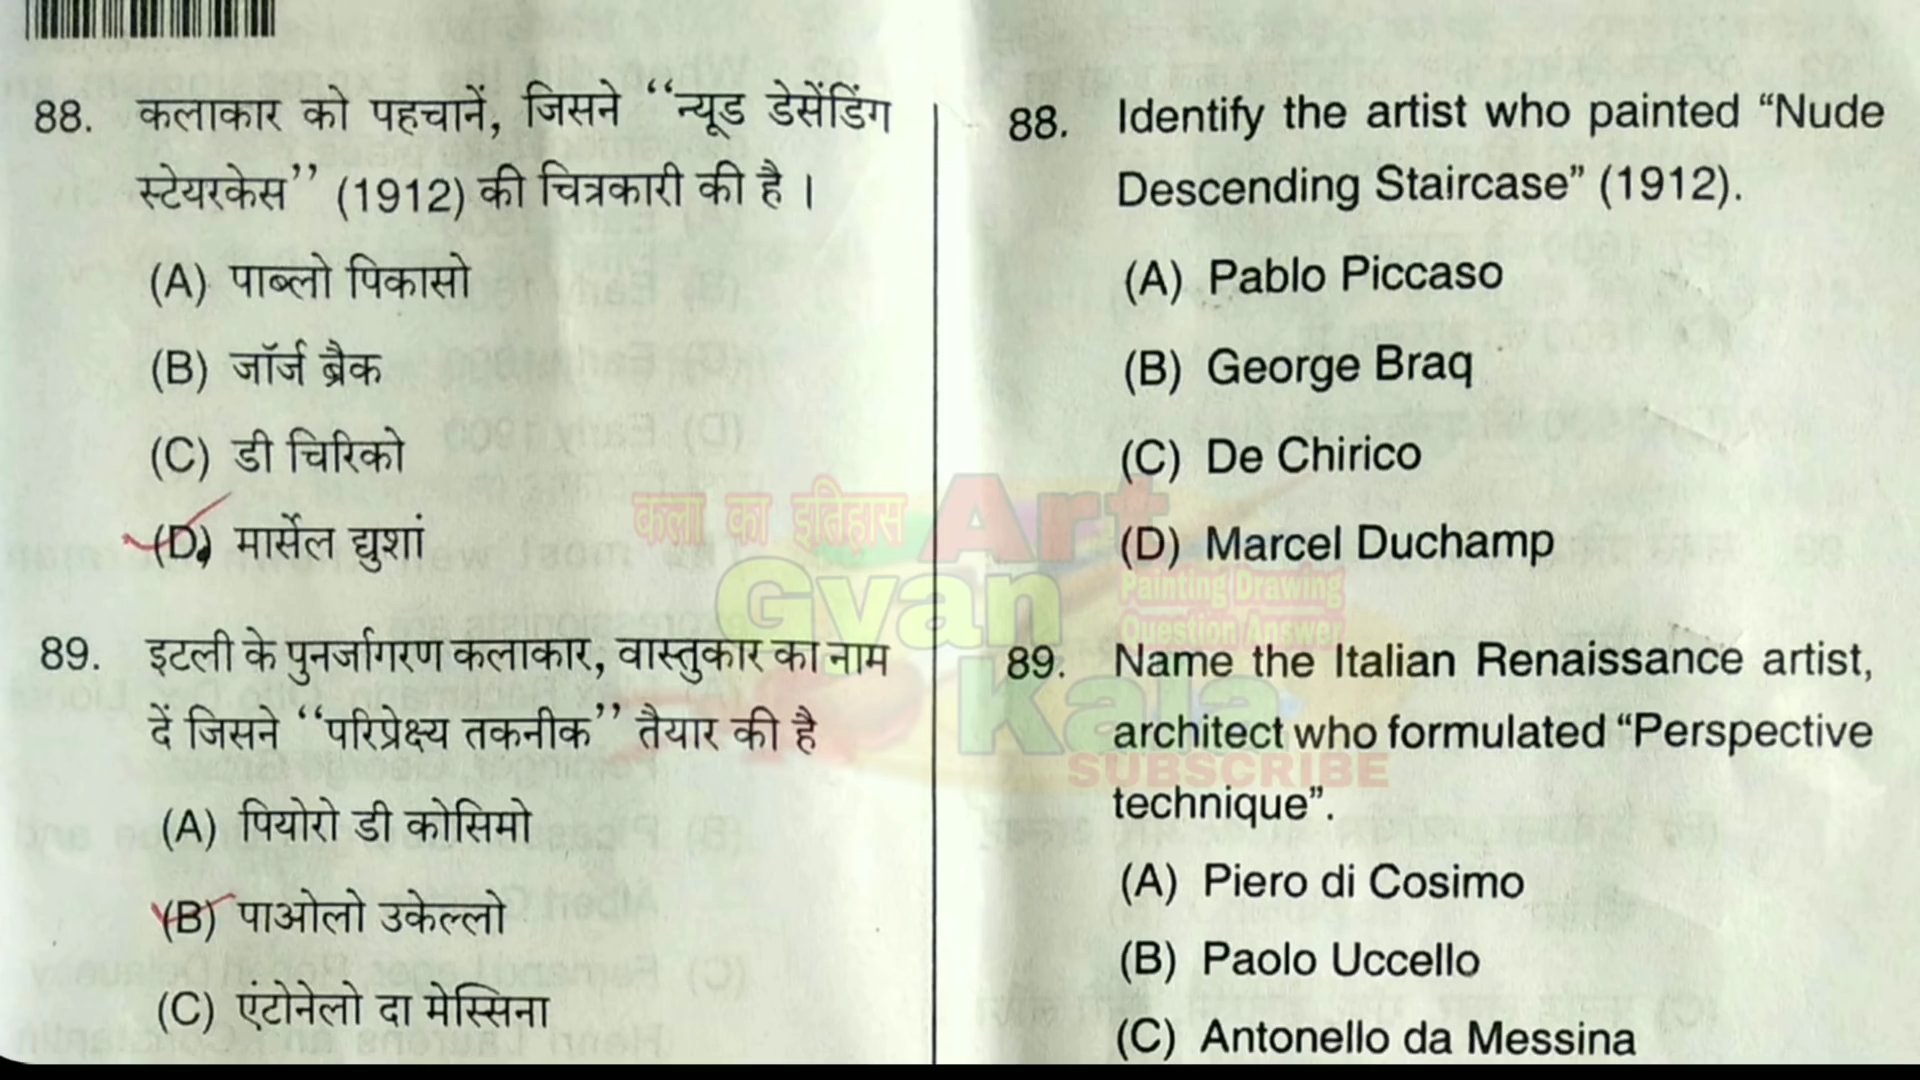 88. कलाकार को पहचानें, जिसने ‘‘न्यूड डेसेंडिंग
स्टेयरकेस’’ (1912) की चित्रकारी की है ।
(A) पाब्लो पिकासो
(B) जॉर्ज ब्रैक
(C) डी चिरिको
(D) मार्सेल द्युशां
89. इटली के पुनर्जागरण कलाकार, वास्तुकार का नाम
दें जिसने ‘‘परिप्रेक्ष्य तकनीक’’ तैयार की है
(A) पियोरो डी कोसिमो
(B) पाओलो उकेल्लो
(C) एंटोनेलो दा मेस्सिना
88. Identify the artist who painted “Nude
Descending Staircase” (1912).
(A) Pablo Piccaso
(B) George Braq
(C) De Chirico
(D) Marcel Duchamp
89. Name the Italian Renaissance artist,
architect who formulated “Perspective
technique”.
(A) Piero di Cosimo
(B) Paolo Uccello
(C) Antonello da Messina
कला का इतिहास Art
Gyan
Painting Drawing
Question Answer
Kala
SUBSCRIBE